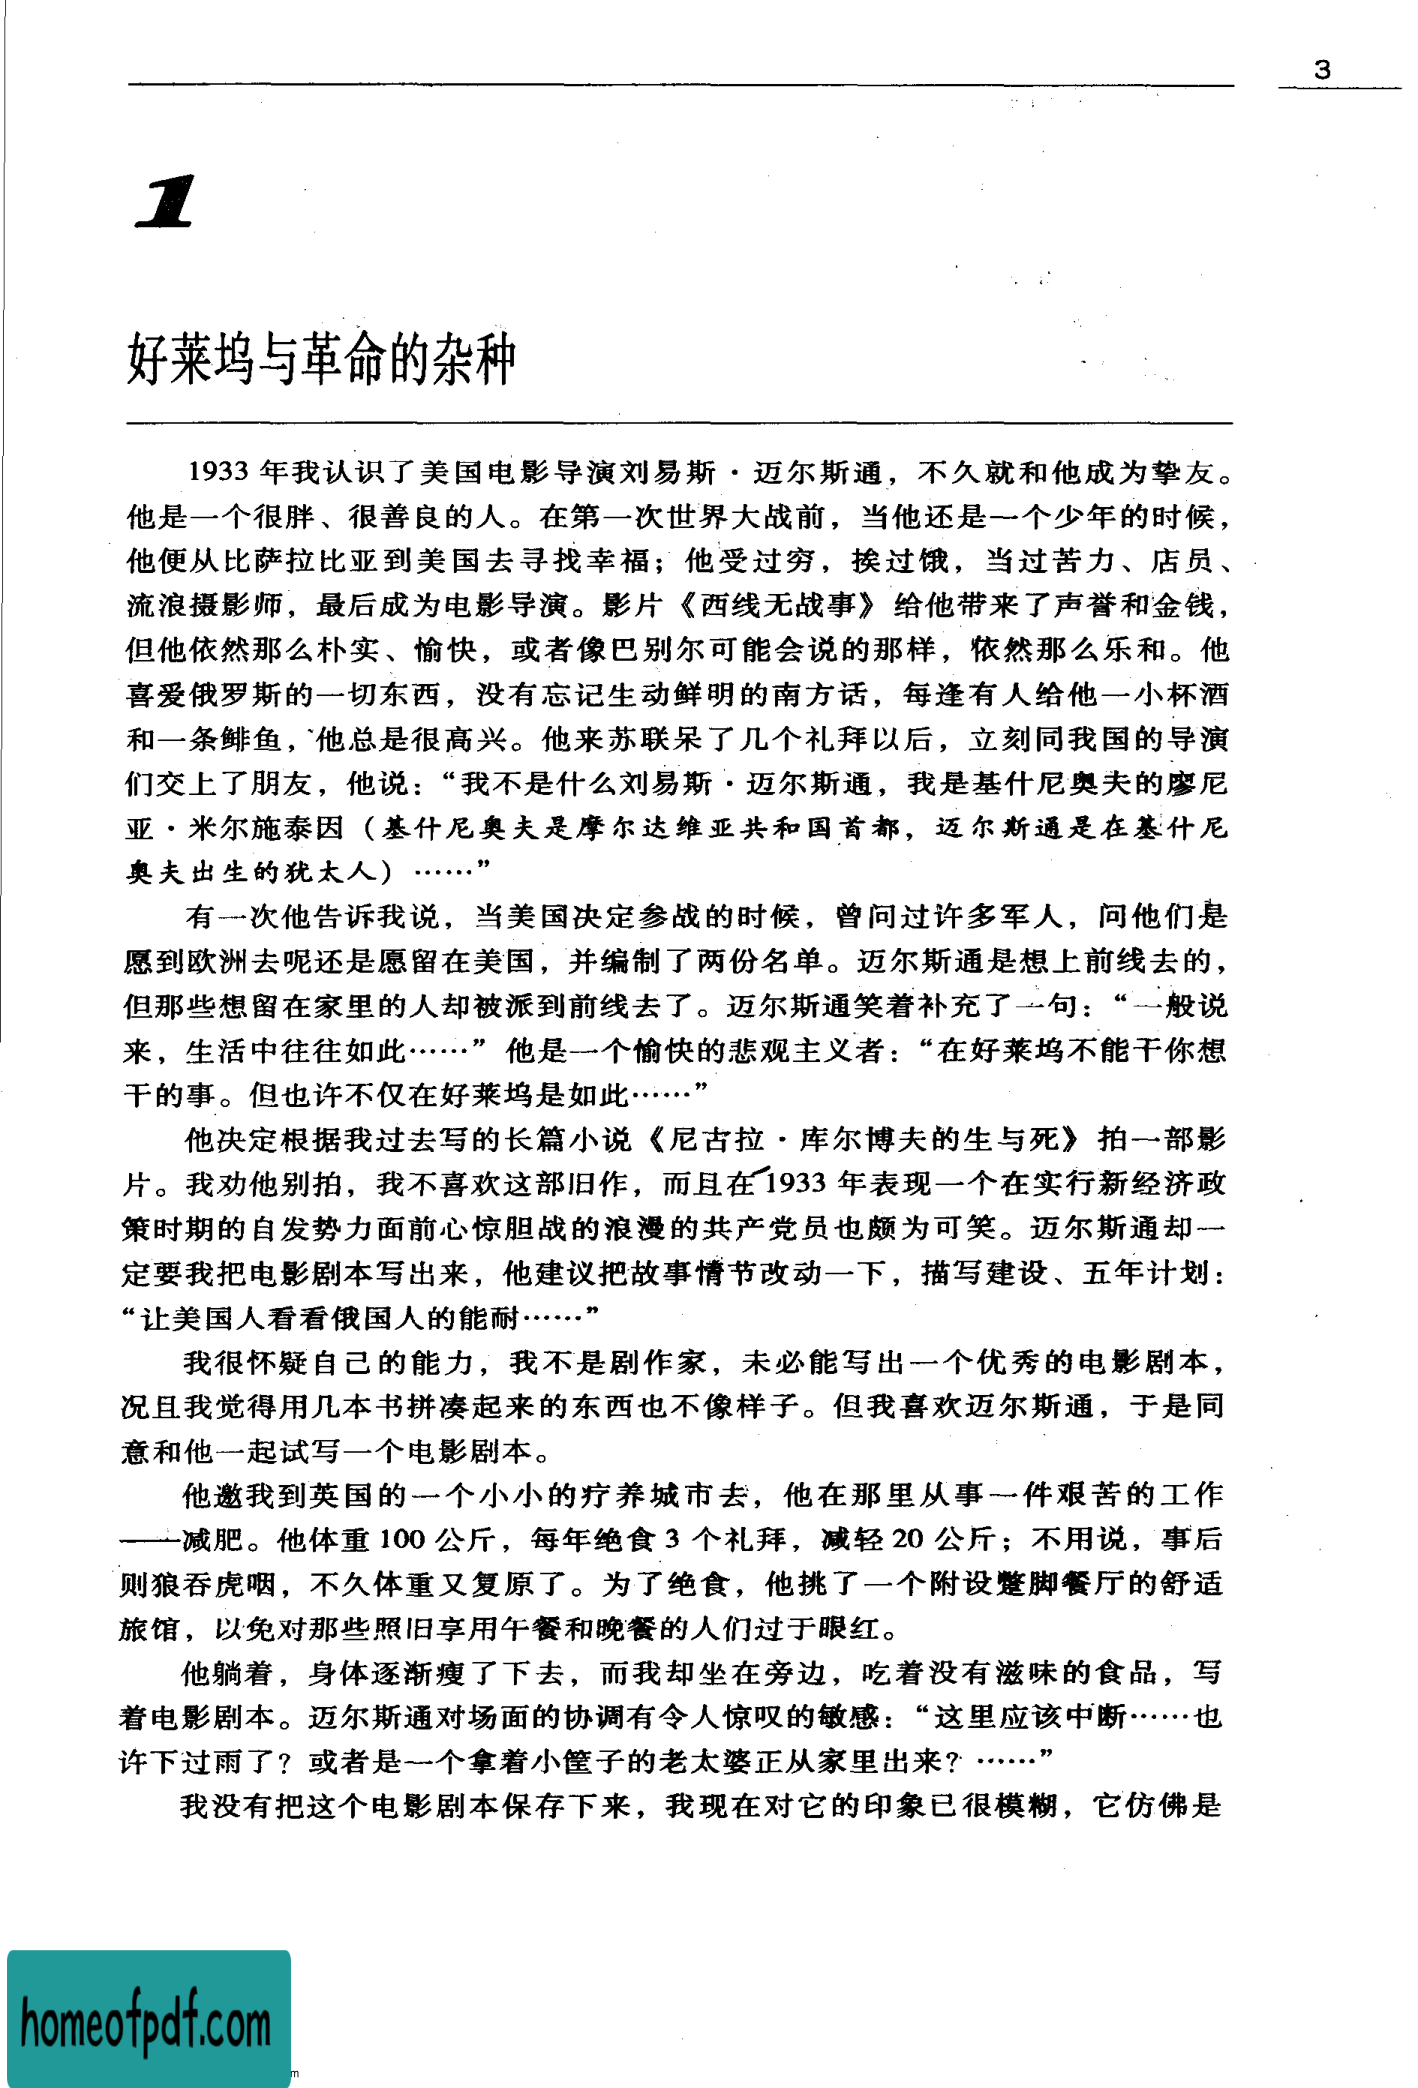 3
1
好莱坞与革命的杂种
1933 年我认识了美国电影导演刘易斯·迈尔斯通，不久就和他成为挚友。
他是一个很胖、很善良的人。在第一次世界大战前，当他还是一个少年的时候，
他便从比萨拉比亚到美国去寻找幸福；他受过穷，挨过饿，当过苦力、店员、
流浪摄影师，最后成为电影导演。影片《西线无战事》给他带来了声誉和金钱，
但他依然那么朴实、愉快，或者像巴别尔可能会说的那样，依然那么乐和。他
喜爱俄罗斯的一切东西，没有忘记生动鲜明的南方话，每逢有人给他一小杯酒
和一条鲱鱼，他总是很高兴。他来苏联呆了几个礼拜以后，立刻同我国的导演
们交上了朋友，他说：“我不是什么刘易斯·迈尔斯通，我是基什尼奥夫的廖尼
亚·米尔施泰因（基什尼奥夫是摩尔达维亚共和国首都，迈尔斯通是在基什尼
奥夫出生的犹太人）……”
有一次他告诉我说，当美国决定参战的时候，曾问过许多军人，问他们是
愿到欧洲去呢还是愿留在美国，并编制了两份名单。迈尔斯通是想上前线去的，
但那些想留在家里的人却被派到前线去了。迈尔斯通笑着补充了一句：“一般说
来，生活中往往如此……”他是一个愉快的悲观主义者：“在好莱坞不能干你想
干的事。但也许不仅在好莱坞是如此……”
他决定根据我过去写的长篇小说《尼古拉·库尔博夫的生与死》拍一部影
片。我劝他别拍，我不喜欢这部旧作，而且在 1933 年表现一个在实行新经济政
策时期的自发势力面前心惊胆战的浪漫的共产党员也颇为可笑。迈尔斯通却一
定要我把电影剧本写出来，他建议把故事情节改动一下，描写建设、五年计划：
“让美国人看看俄国人的能耐……”
我很怀疑自己的能力，我不是剧作家，未必能写出一个优秀的电影剧本，
况且我觉得用几本书拼凑起来的东西也不像样子。但我喜欢迈尔斯通，于是同
意和他一起试写一个电影剧本。
他邀我到英国的一个小小的疗养城市去，他在那里从事一件艰苦的工作
——减肥。他体重 100 公斤，每年绝食 3 个礼拜，减轻 20 公斤；不用说，事后
则狼吞虎咽，不久体重又复原了。为了绝食，他挑了一个附设蹩脚餐厅的舒适
旅馆，以免对那些照旧享用午餐和晚餐的人们过于眼红。
他躺着，身体逐渐瘦了下去，而我却坐在旁边，吃着没有滋味的食品，写
着电影剧本。迈尔斯通对场面的协调有令人惊叹的敏感：“这里应该中断……也
许下过雨了？或者是一个拿着小筐子的老太婆正从家里出来？……”
我没有把这个电影剧本保存下来，我现在对它的印象已很模糊，它仿佛是
homeofpdf.com
m